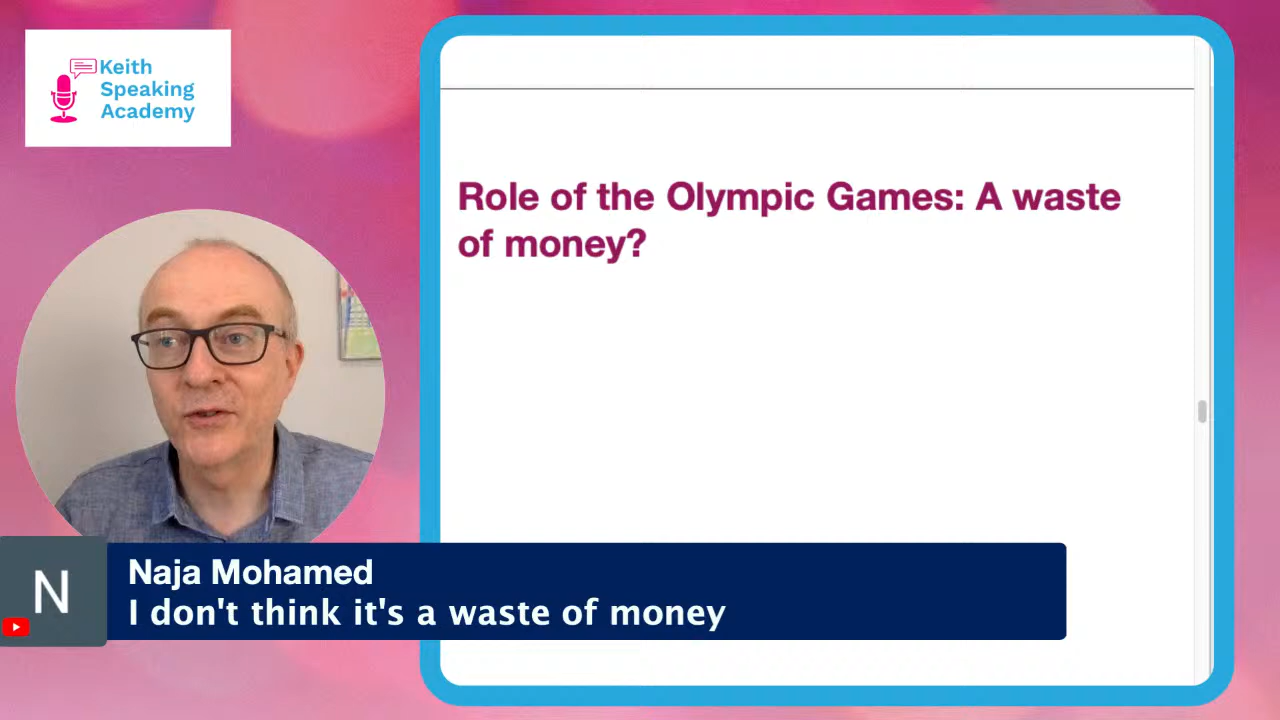 Keith
Speaking
Academy
Role of the Olympic Games: A waste
of money?
N
Naja Mohamed
I don't think it's a waste of money